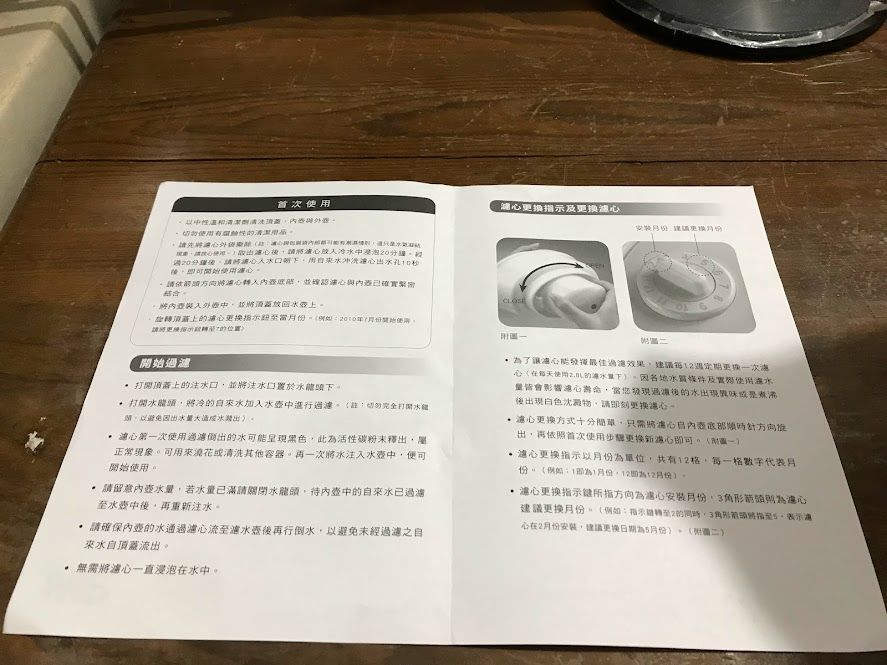 首次使用
· 以中性溫和清潔劑清洗頂蓋、內壺與外壺。
· 切勿使用有腐蝕性的清潔用品。
· 請先將濾心外袋撕除（註：濾心與包裝袋內部都可能有潮濕情形，這只是水氣凝結
現象，請放心使用。）取出濾心後，請將濾心放入冷水中浸泡20分鐘。經
過20分鐘後，請將濾心入水口朝下，用自來水沖洗濾心出水孔10秒
後，即可開始使用濾心。
· 請依箭頭方向將濾心轉入內壺底部，並確認濾心與內壺已確實緊密
結合。
· 將內壺裝入外壺中，並將頂蓋放回水壺上。
· 旋轉頂蓋上的濾心更換指示鈕至當月份。（例如：2010年7月份開始使用，
請將更換指示鈕轉至7的位置）
開始過濾
• 打開頂蓋上的注水口，並將注水口置於水龍頭下。
• 打開水龍頭，將冷的自來水加入水壺中進行過濾。（註：切勿完全打開水龍
頭，以避免因出水量大造成水濺出）。
• 濾心第一次使用過濾倒出的水可能呈現黑色，此為活性碳粉末釋出，屬
正常現象。可用來澆花或清洗其他容器。再一次將水注入水壺中，便可
開始使用。
• 請留意內壺水量，若水量已滿請關閉水龍頭，待內壺中的自來水已過濾
至水壺中後，再重新注水。
• 請確保內壺的水通過濾心流至濾水壺後再行倒水，以避免未經過濾之自
來水自頂蓋流出。
• 無需將濾心一直浸泡在水中。
濾心更換指示及更換濾心
安裝月份 建議更換月份
OPEN
CLOSE
附圖一
附圖二
• 為了讓濾心能發揮最佳過濾效果，建議每12週定期更換一次濾
心（在每天使用2.8L的濾水量下）。因各地水質條件及實際使用濾水
量皆會影響濾心壽命，當您發現過濾後的水出現異味或是煮沸
後出現白色沈澱物，請即刻更換濾心。
• 濾心更換方式十分簡單，只需將濾心自內壺底部順時針方向旋
出，再依照首次使用步驟更換新濾心即可。（附圖一）
• 濾心更換指示以月份為單位，共有12格，每一格數字代表月
份。（例如：1即為1月份，12即為12月份）。
• 濾心更換指示鍵所指方向為濾心安裝月份，3角形箭頭則為濾心
建議更換月份。（例如：指示鍵轉至2的同時，3角形箭頭將指至5，表示濾
心在2月份安裝，建議更換日期為5月份）。（附圖二）